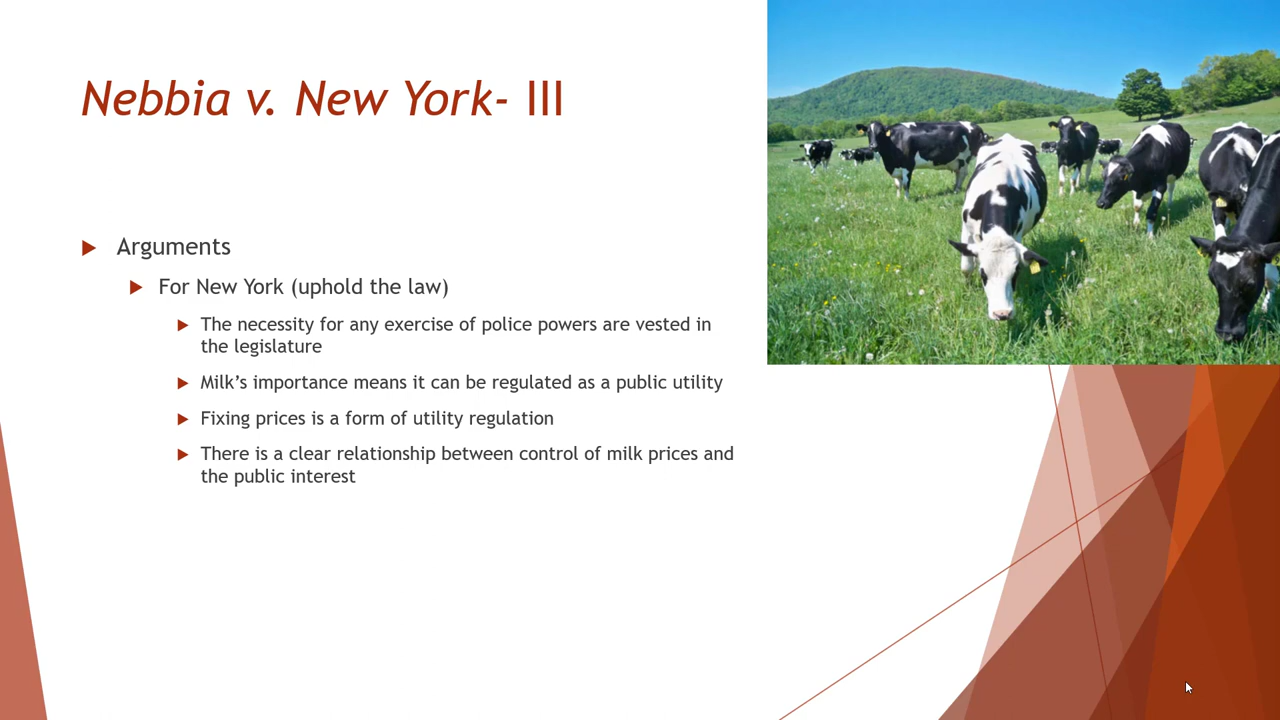 Nebbia v. New York- III
Arguments
For New York (uphold the law)
The necessity for any exercise of police powers are vested in
the legislature
Milk’s importance means it can be regulated as a public utility
Fixing prices is a form of utility regulation
There is a clear relationship between control of milk prices and
the public interest